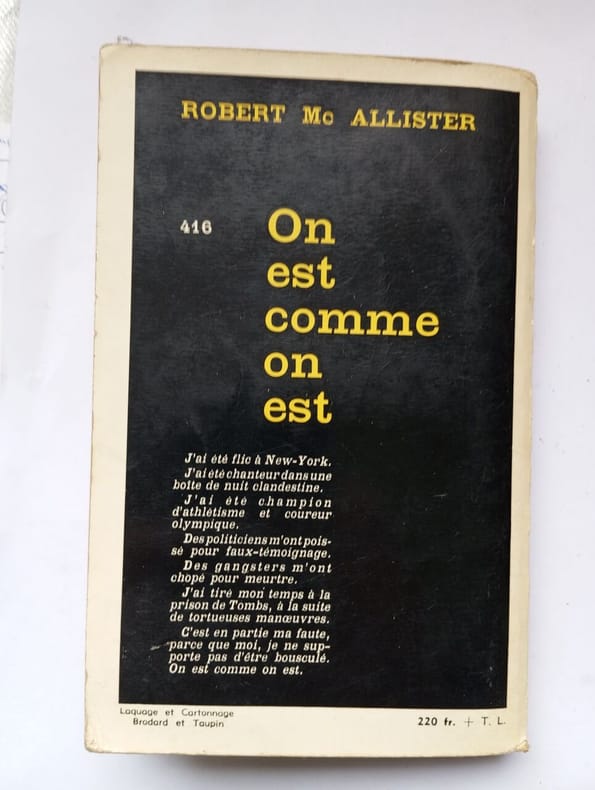 ROBERT Mc ALLISTER
416
On
est
comme
on
est
J'ai été flic à New-York.
J'ai été chanteur dans une
boîte de nuit clandestine.
J'ai été champion
d'athlétisme et coureur
olympique.
Des politiciens m'ont pois-
sé pour faux-témoignage.
Des gangsters m'ont
chopé pour meurtre.
J'ai tiré mon temps à la
prison de Tombs, à la suite
de tortueuses manœuvres.
C'est en partie ma faute,
parce que moi, je ne sup-
porte pas d'être bousculé.
On est comme on est.
Laquage et Cartonnage
Brodard et Taupin
220 fr. + T. L.